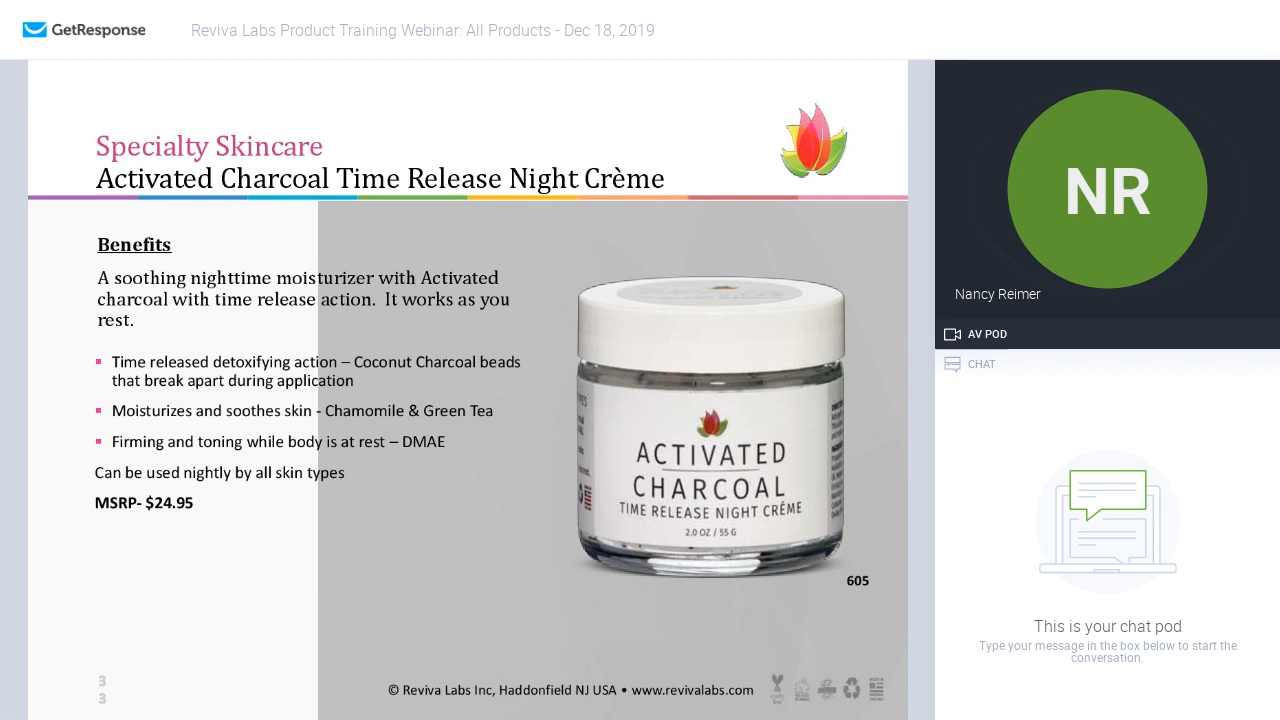 GetResponse
Reviva Labs Product Training Webinar: All Products - Dec 18, 2019
Specialty Skincare
Activated Charcoal Time Release Night Crème
Benefits
A soothing nighttime moisturizer with Activated
charcoal with time release action. It works as you
rest.
Time released detoxifying action – Coconut Charcoal beads
that break apart during application
Moisturizes and soothes skin - Chamomile & Green Tea
Firming and toning while body is at rest – DMAE
Can be used nightly by all skin types
MSRP- $24.95
ACTIVATED
CHARCOAL
TIME RELEASE NIGHT CRÉME
2.0 OZ / 55 G
605
3
3
© Reviva Labs Inc, Haddonfield NJ USA • www.revivalabs.com
NR
Nancy Reimer
AV POD
CHAT
This is your chat pod
Type your message in the box below to start the
conversation.